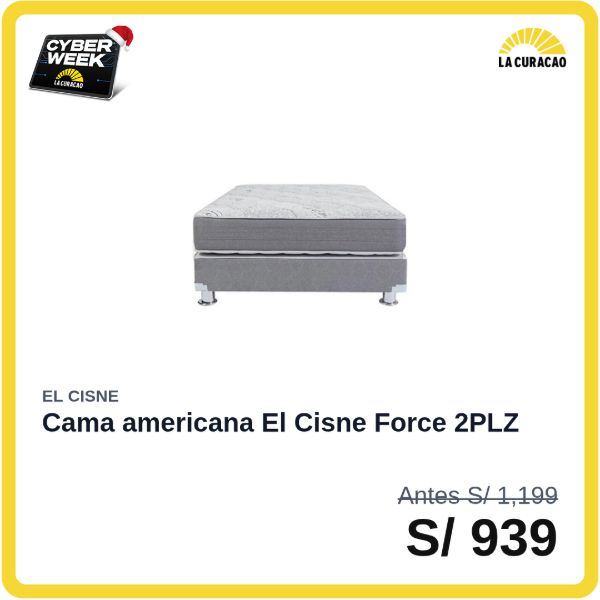 CYBER
WEEK
LA CURACAO
LA CURACAO
EL CISNE
Cama americana El Cisne Force 2PLZ
Antes S/ 1,199
S/ 939